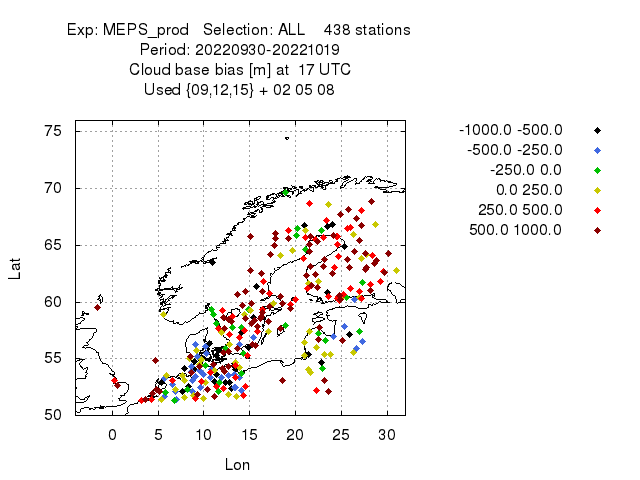 Exp: MEPS_prod   Selection: ALL    438 stations
Period: 20220930-20221019
Cloud base bias [m] at  17 UTC
Used {09,12,15} + 02 05 08
-1000.0 -500.0
-500.0 -250.0
-250.0 0.0
0.0 250.0
250.0 500.0
500.0 1000.0
75
70
65
60
55
50
Lat
0 5 10 15 20 25 30
Lon